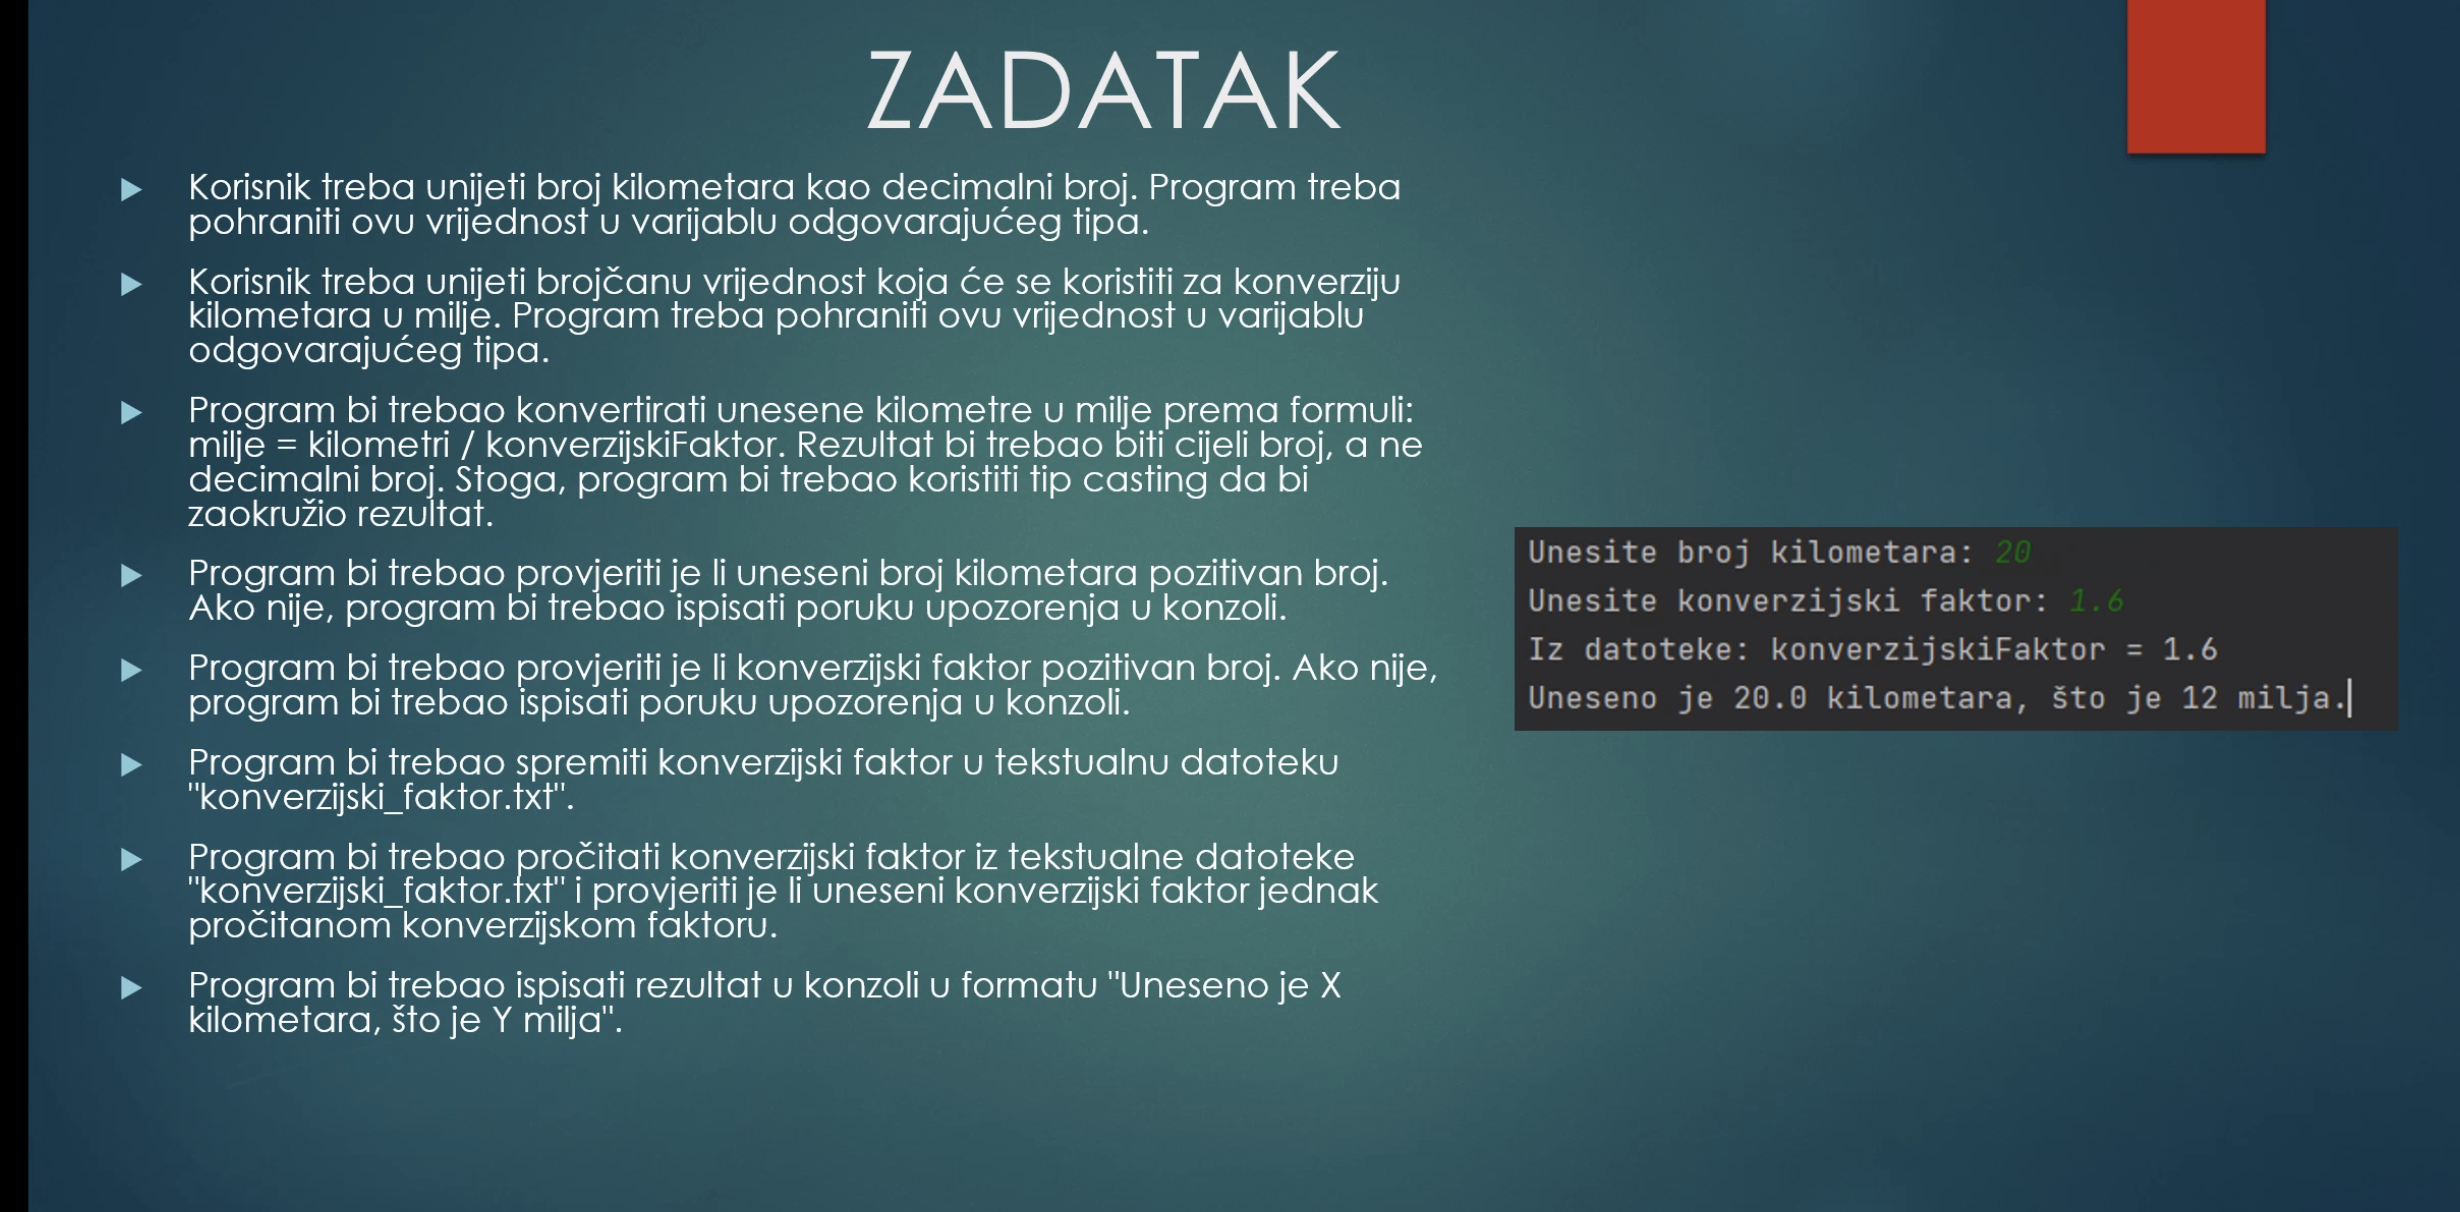 ZADATAK
Korisnik treba unijeti broj kilometara kao decimalni broj. Program treba
pohraniti ovu vrijednost u varijablu odgovarajućeg tipa.
Korisnik treba unijeti brojčanu vrijednost koja će se koristiti za konverziju
kilometara u milje. Program treba pohraniti ovu vrijednost u varijablu
odgovarajućeg tipa.
Program bi trebao konvertirati unesene kilometre u milje prema formuli:
milje = kilometri / konverzijskiFaktor. Rezultat bi trebao biti cijeli broj, a ne
decimalni broj. Stoga, program bi trebao koristiti tip casting da bi
zaokružio rezultat.
Program bi trebao provjeriti je li uneseni broj kilometara pozitivan broj.
Ako nije, program bi trebao ispisati poruku upozorenja u konzoli.
Program bi trebao provjeriti je li konverzijski faktor pozitivan broj. Ako nije,
program bi trebao ispisati poruku upozorenja u konzoli.
Program bi trebao spremiti konverzijski faktor u tekstualnu datoteku
"konverzijski_faktor.txt".
Program bi trebao pročitati konverzijski faktor iz tekstualne datoteke
"konverzijski_faktor.txt" i provjeriti je li uneseni konverzijski faktor jednak
pročitanom konverzijskom faktoru.
Program bi trebao ispisati rezultat u konzoli u formatu "Uneseno je X
kilometara, što je Y milja".
Unesite broj kilometara: 20
Unesite konverzijski faktor: 1.6
Iz datoteke: konverzijskiFaktor = 1.6
Uneseno je 20.0 kilometara, što je 12 milja.